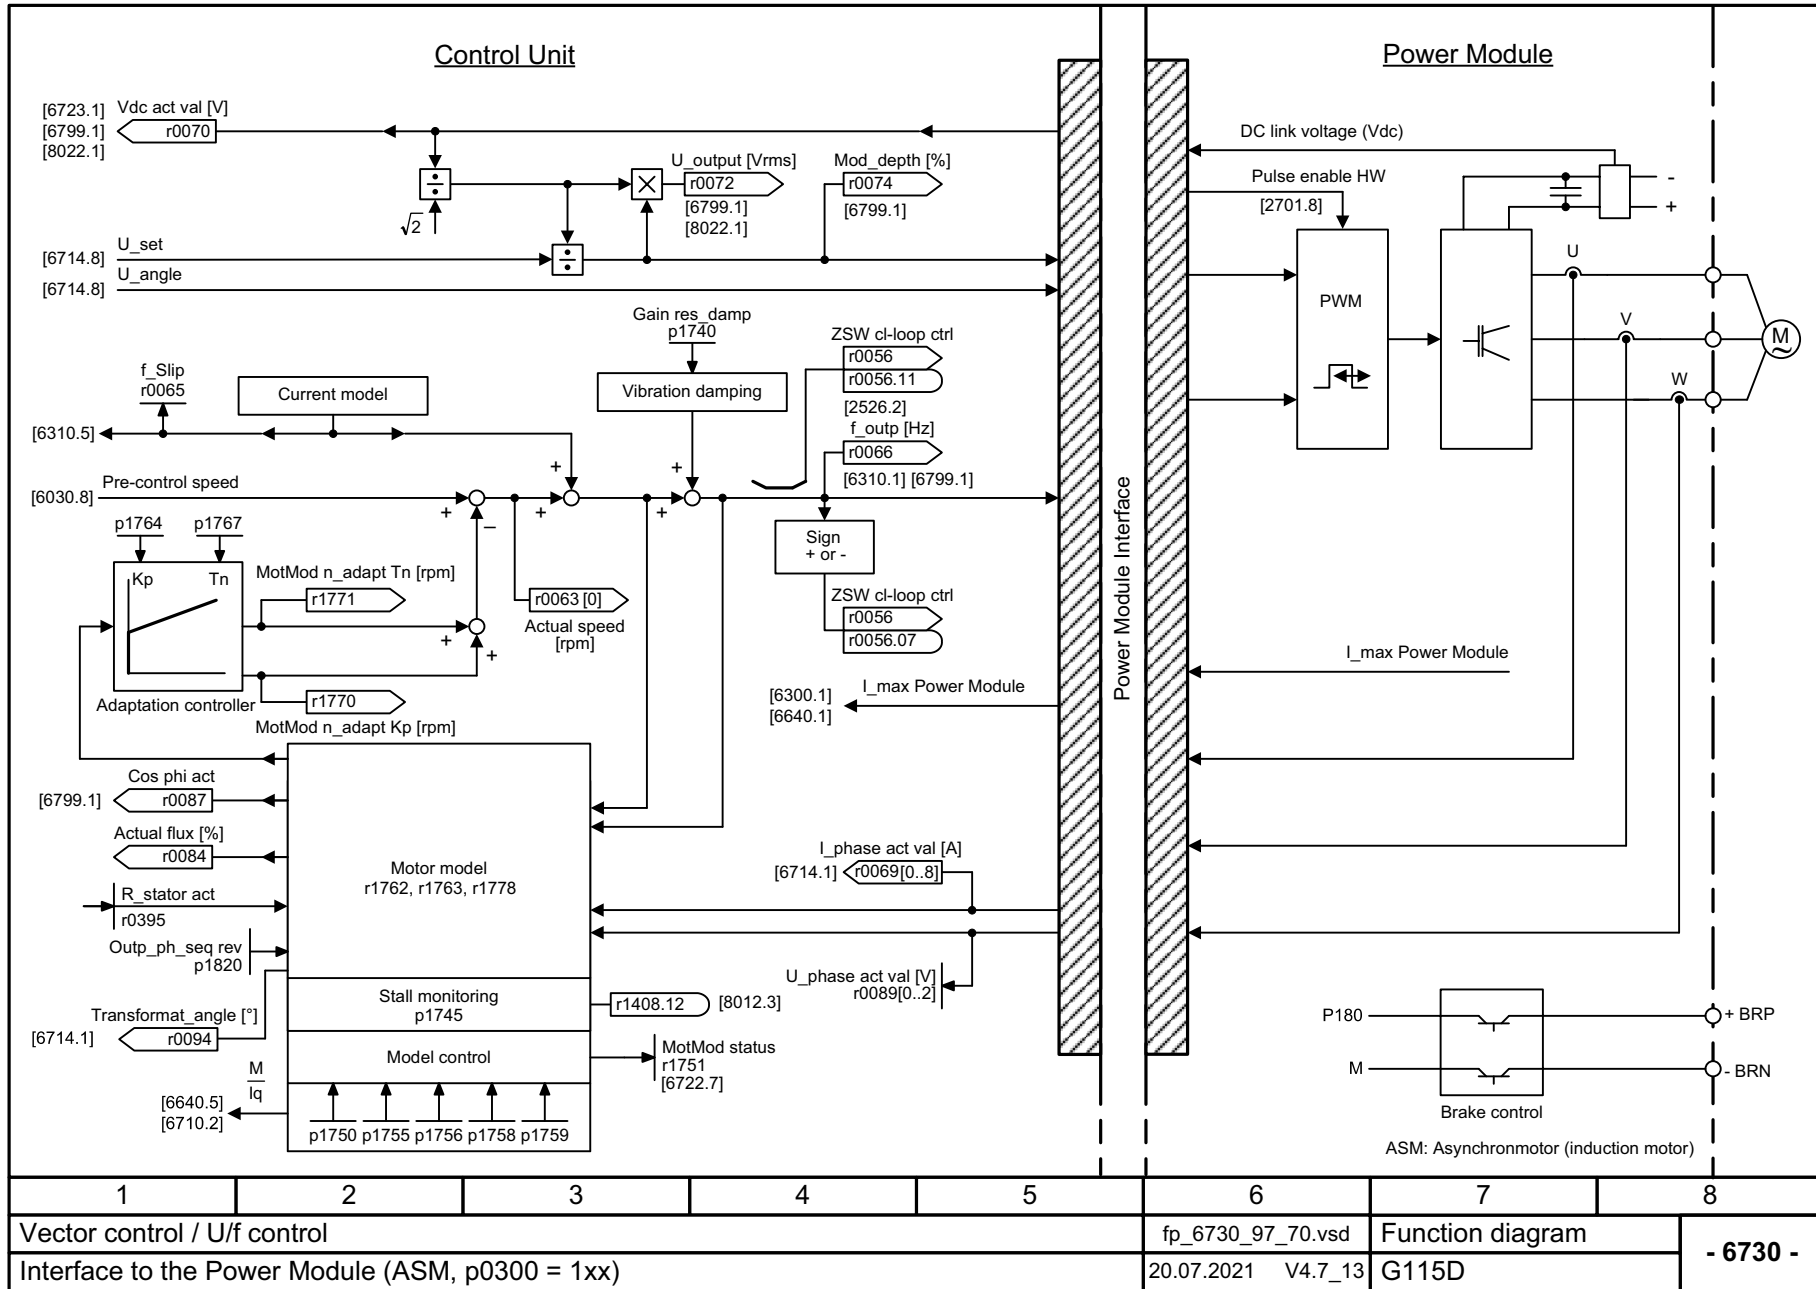 Control Unit
Power Module
[6723.1]
[6799.1]
[8022.1]
Vdc act val [V]
r0070
÷
√2
U_output [Vrms]
r0072
[6799.1]
[8022.1]
Mod_depth [%]
r0074
[6799.1]
[6714.8]
U_set
÷
[6714.8]
U_angle
Gain res_damp
p1740
Vibration damping
ZSW cl-loop ctrl
r0056
r0056.11
[2526.2]
f_outp [Hz]
r0066
[6310.1] [6799.1]
f_Slip
r0065
Current model
[6310.5]
[6030.8]
Pre-control speed
+
+
+
+
+
–
p1764
p1767
Kp
Tn
Adaptation controller
MotMod n_adapt Tn [rpm]
r1771
+
+
r1770
MotMod n_adapt Kp [rpm]
r0063 [0]
Actual speed
[rpm]
Sign
+ or -
ZSW cl-loop ctrl
r0056
r0056.07
[6300.1]
[6640.1]
I_max Power Module
Cos phi act
[6799.1]
r0087
Actual flux [%]
r0084
R_stator act
r0395
Outp_ph_seq rev
p1820
Transformat_angle [°]
[6714.1]
r0094
M
Iq
[6640.5]
[6710.2]
Motor model
r1762, r1763, r1778
Stall monitoring
p1745
r1408.12
[8012.3]
Model control
MotMod status
r1751
[6722.7]
p1750 p1755 p1756 p1758 p1759
I_phase act val [A]
[6714.1]
r0069[0..8]
U_phase act val [V]
r0089[0..2]
Power Module Interface
DC link voltage (Vdc)
Pulse enable HW
[2701.8]
-
+
PWM
U
V
W
M
~
I_max Power Module
P180
+ BRP
M
- BRN
Brake control
ASM: Asynchronmotor (induction motor)
1 2 3 4 5 6 7 8
Vector control / U/f control
fp_6730_97_70.vsd
Function diagram
- 6730 -
Interface to the Power Module (ASM, p0300 = 1xx)
20.07.2021 V4.7_13
G115D